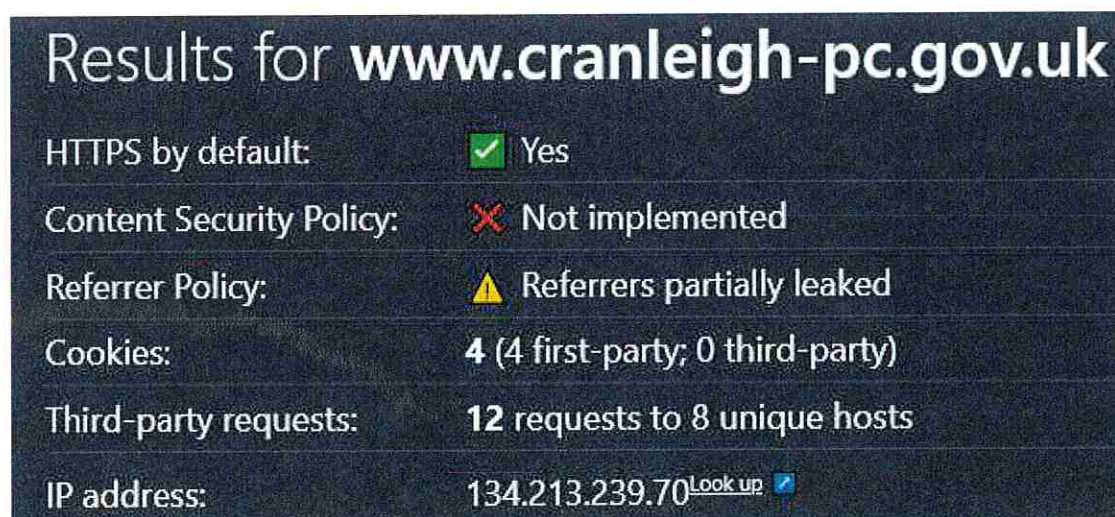 Results for www.cranleigh-pc.gov.uk
HTTPS by default: Yes
Content Security Policy: Not implemented
Referrer Policy: Referrers partially leaked
Cookies: 4 (4 first-party; 0 third-party)
Third-party requests: 12 requests to 8 unique hosts
IP address: 134.213.239.70 Look up